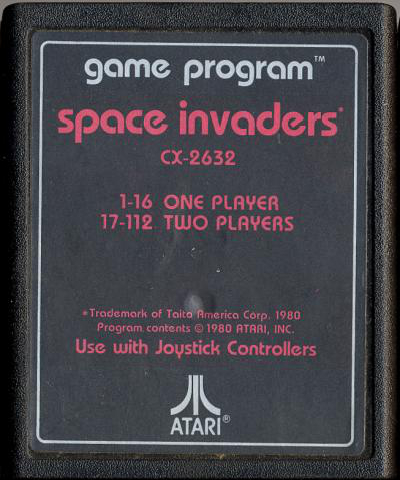 game program™
space invaders*
CX-2632
1-16 ONE PLAYER
17-112 TWO PLAYERS
*Trademark of Taito America Corp. 1980
Program contents © 1980 ATARI, INC.
Use with Joystick Controllers
ATARI®